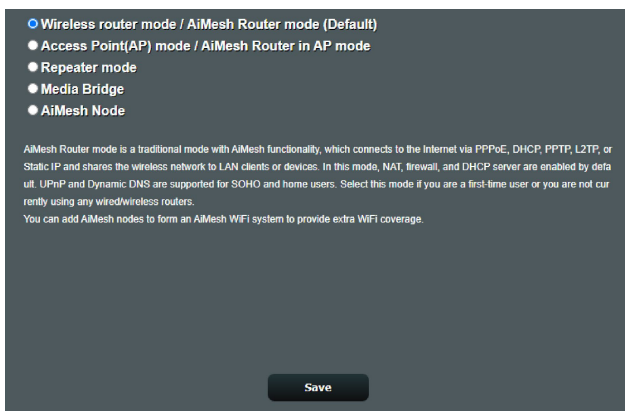 Wireless router mode / AiMesh Router mode (Default)
Access Point(AP) mode / AiMesh Router in AP mode
Repeater mode
Media Bridge
AiMesh Node
AiMesh Router mode is a traditional mode with AiMesh functionality, which connects to the Internet via PPPoE, DHCP, PPTP, L2TP, or
Static IP and shares the wireless network to LAN clients or devices. In this mode, NAT, firewall, and DHCP server are enabled by defa
ult. UPnP and Dynamic DNS are supported for SOHO and home users. Select this mode if you are a first-time user or you are not cur
rently using any wired/wireless routers.
You can add AiMesh nodes to form an AiMesh WiFi system to provide extra WiFi coverage.
Save